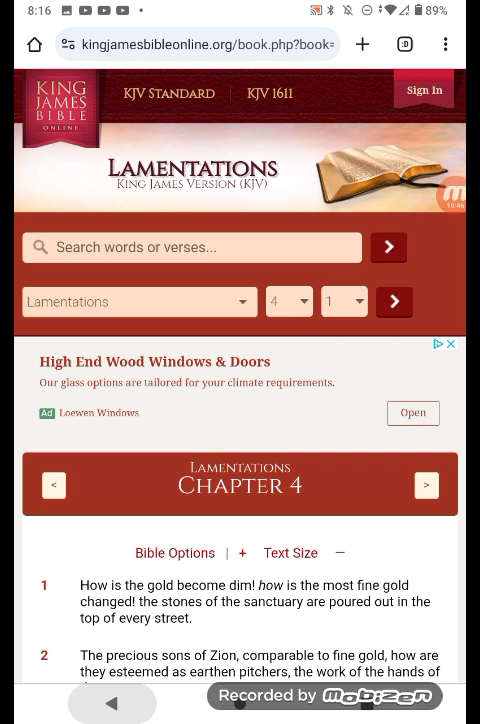 8:16
89%
kingjamesbibleonline.org/book.php?book=
:D
KING
JAMES
BIBLE
ONLINE
KJV STANDARD | KJV 1611
Sign In
LAMENTATIONS
KING JAMES VERSION (KJV)
19:46
Search words or verses...
Lamentations 4 1
High End Wood Windows & Doors
Our glass options are tailored for your climate requirements.
Ad Loewen Windows
Open
LAMENTATIONS
< CHAPTER 4 >
Bible Options | + Text Size −
1 How is the gold become dim! how is the most fine gold
changed! the stones of the sanctuary are poured out in the
top of every street.
2 The precious sons of Zion, comparable to fine gold, how are
they esteemed as earthen pitchers, the work of the hands of
Recorded by mobizen